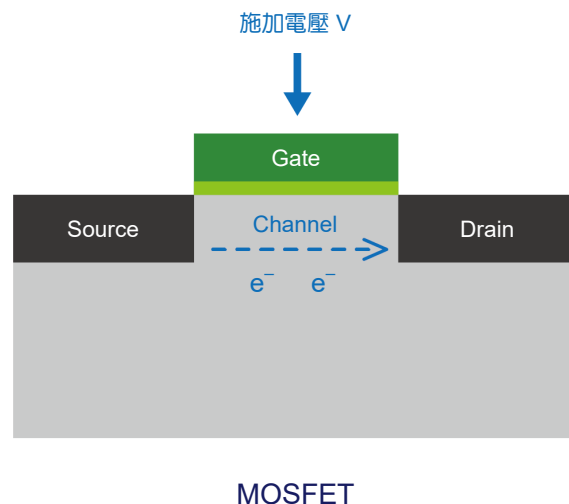 施加電壓 V
Gate
Source
Channel
Drain
e⁻ e⁻
MOSFET